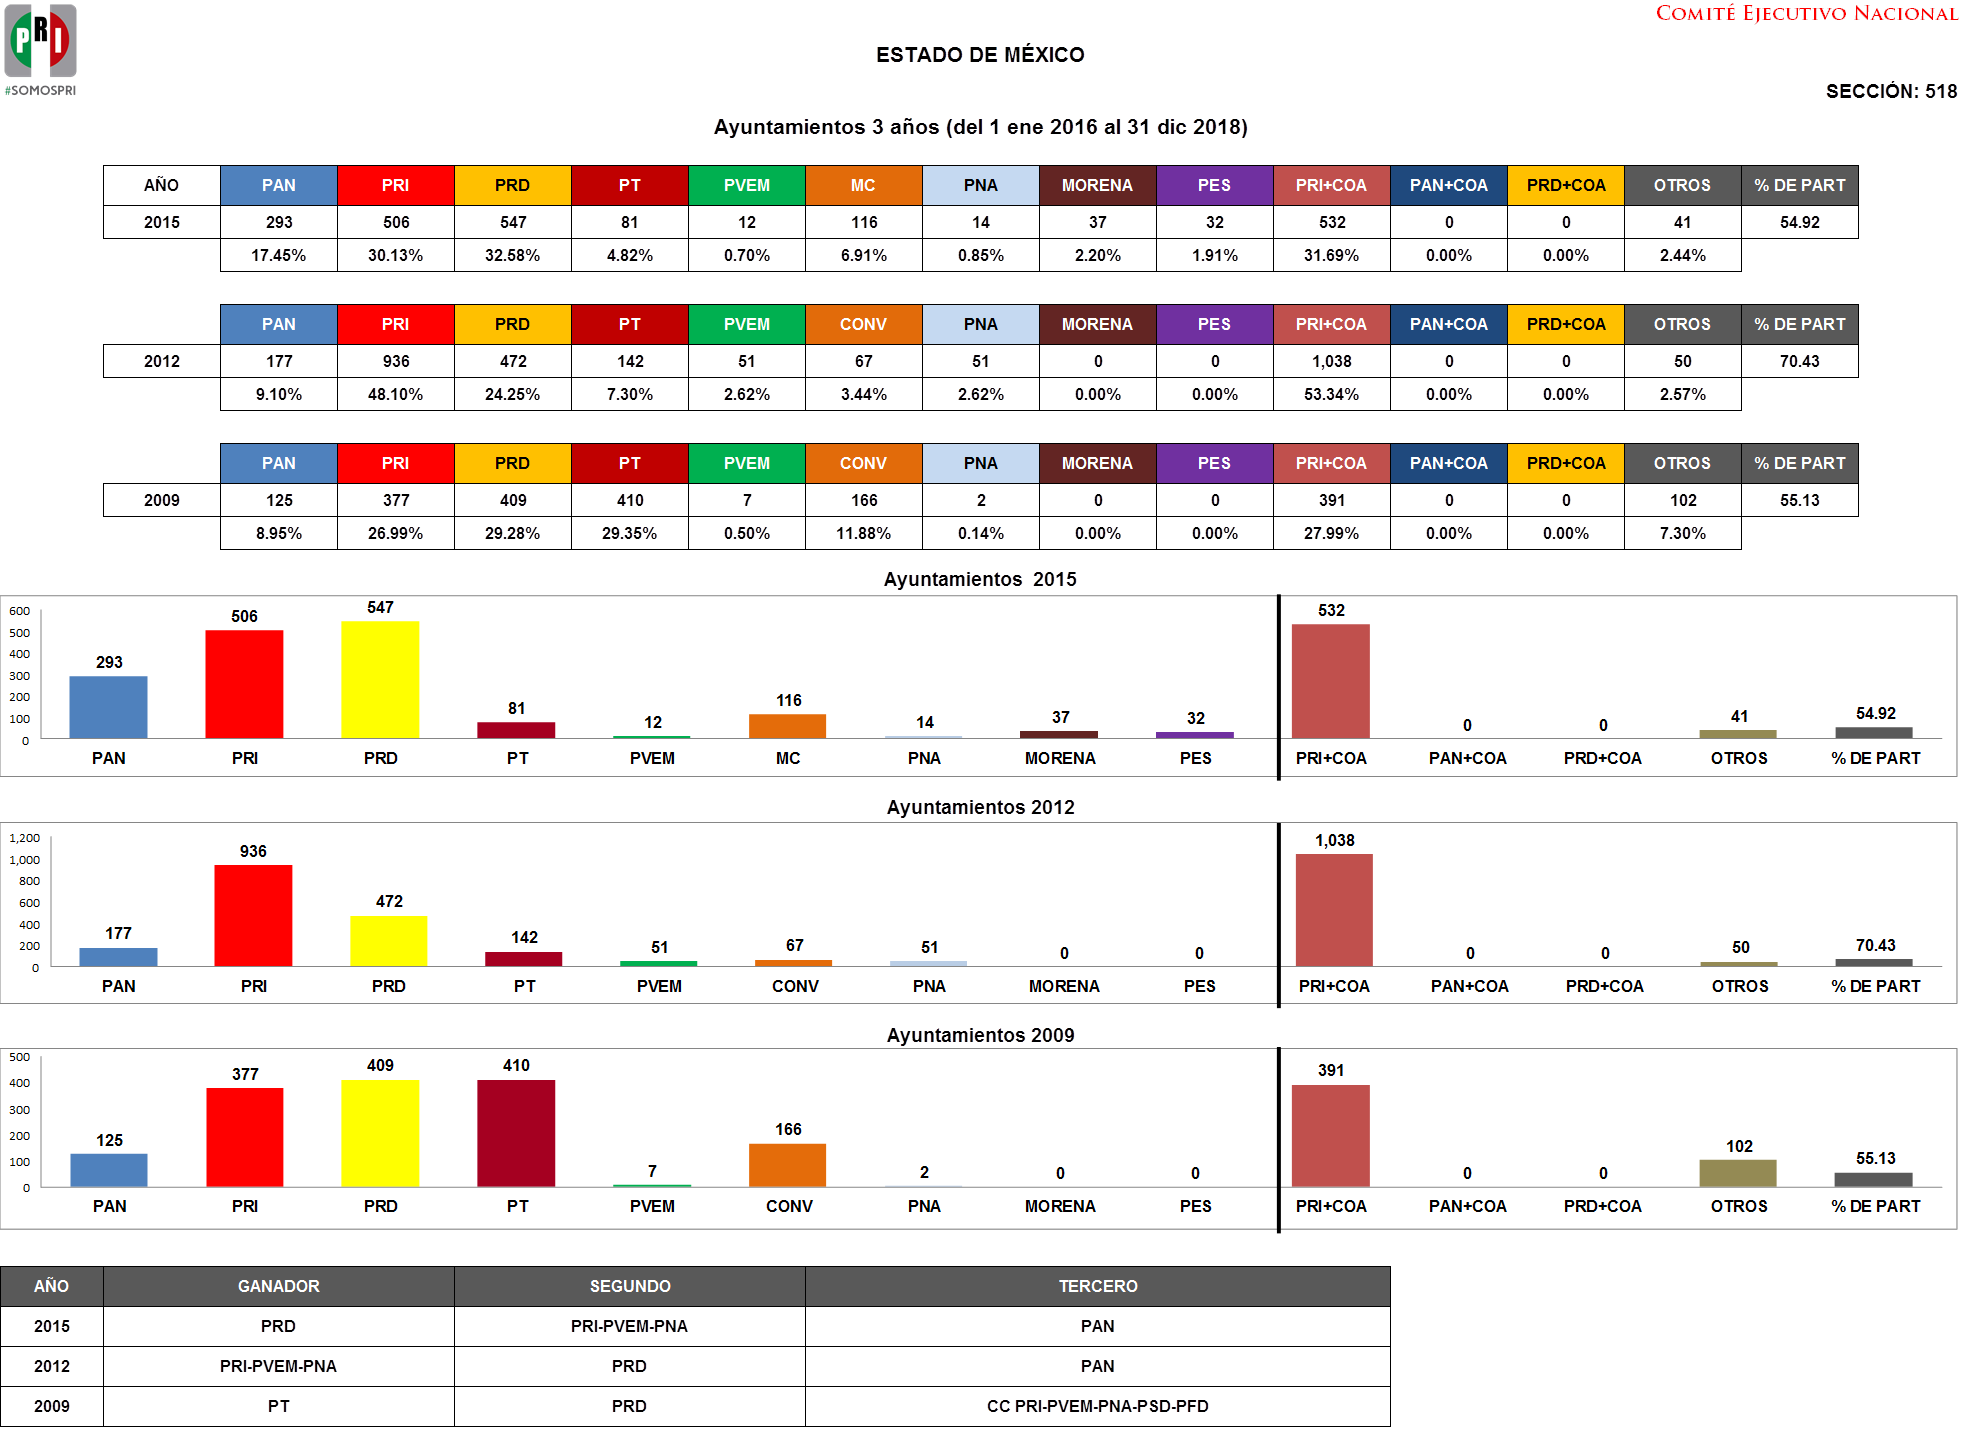 PRI
#SOMOSPRI
COMITÉ EJECUTIVO NACIONAL
ESTADO DE MÉXICO
SECCIÓN: 518
Ayuntamientos 3 años (del 1 ene 2016 al 31 dic 2018)
AÑO PAN PRI PRD PT PVEM MC PNA MORENA PES PRI+COA PAN+COA PRD+COA OTROS % DE PART
2015 293 506 547 81 12 116 14 37 32 532 0 0 41 54.92
17.45% 30.13% 32.58% 4.82% 0.70% 6.91% 0.85% 2.20% 1.91% 31.69% 0.00% 0.00% 2.44%
PAN PRI PRD PT PVEM CONV PNA MORENA PES PRI+COA PAN+COA PRD+COA OTROS % DE PART
2012 177 936 472 142 51 67 51 0 0 1,038 0 0 50 70.43
9.10% 48.10% 24.25% 7.30% 2.62% 3.44% 2.62% 0.00% 0.00% 53.34% 0.00% 0.00% 2.57%
PAN PRI PRD PT PVEM CONV PNA MORENA PES PRI+COA PAN+COA PRD+COA OTROS % DE PART
2009 125 377 409 410 7 166 2 0 0 391 0 0 102 55.13
8.95% 26.99% 29.28% 29.35% 0.50% 11.88% 0.14% 0.00% 0.00% 27.99% 0.00% 0.00% 7.30%
Ayuntamientos 2015
600
500
400
300
200
100
0
293 506 547 81 12 116 14 37 32 532 0 0 41 54.92
PAN PRI PRD PT PVEM MC PNA MORENA PES PRI+COA PAN+COA PRD+COA OTROS % DE PART
Ayuntamientos 2012
1,200
1,000
800
600
400
200
0
177 936 472 142 51 67 51 0 0 1,038 0 0 50 70.43
PAN PRI PRD PT PVEM CONV PNA MORENA PES PRI+COA PAN+COA PRD+COA OTROS % DE PART
Ayuntamientos 2009
500
400
300
200
100
0
125 377 409 410 7 166 2 0 0 391 0 0 102 55.13
PAN PRI PRD PT PVEM CONV PNA MORENA PES PRI+COA PAN+COA PRD+COA OTROS % DE PART
AÑO GANADOR SEGUNDO TERCERO
2015 PRD PRI-PVEM-PNA PAN
2012 PRI-PVEM-PNA PRD PAN
2009 PT PRD CC PRI-PVEM-PNA-PSD-PFD